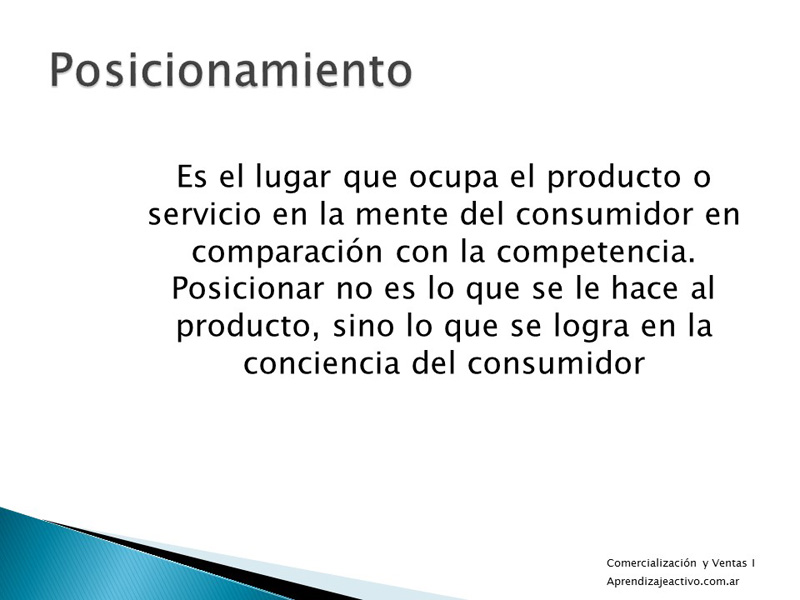 Posicionamiento
Es el lugar que ocupa el producto o
servicio en la mente del consumidor en
comparación con la competencia.
Posicionar no es lo que se le hace al
producto, sino lo que se logra en la
conciencia del consumidor
Comercialización y Ventas I
Aprendizajeactivo.com.ar